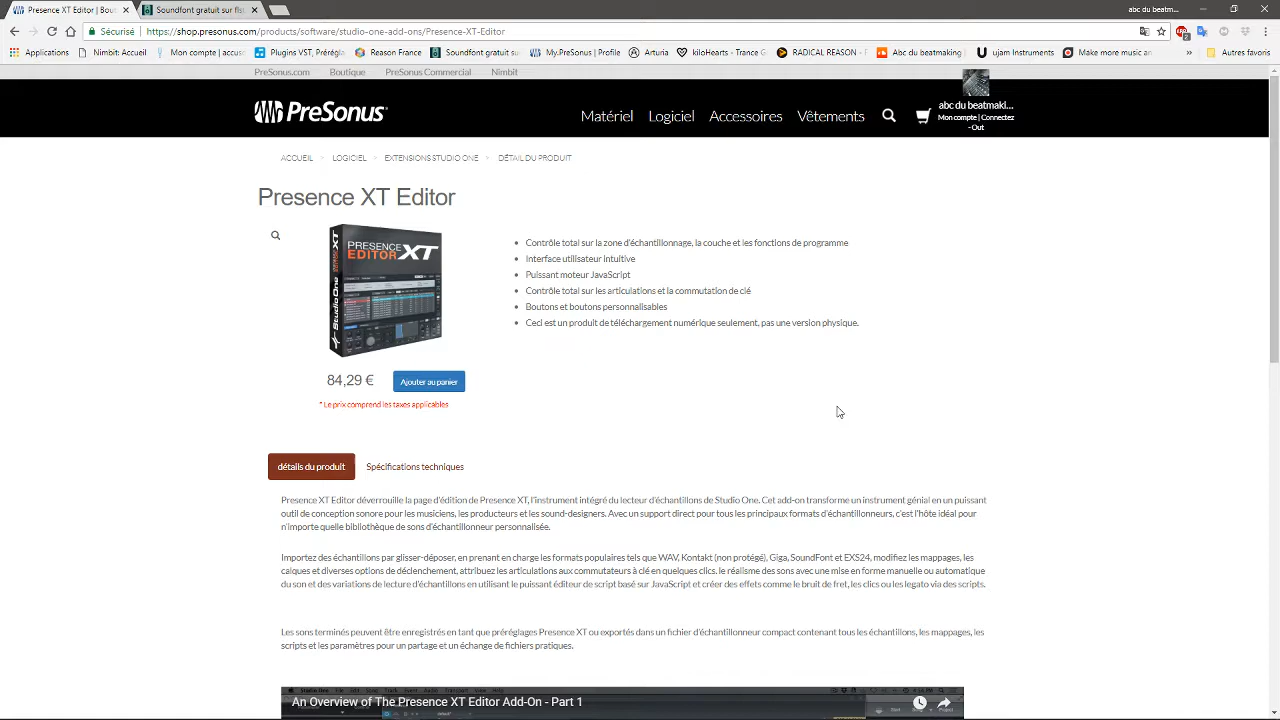 Presence XT Editor | Bout
Soundfont gratuit sur fis
abc du beatm...
Sécurisé
https://shop.presonus.com/products/software/studio-one-add-ons/Presence-XT-Editor
Applications
Nimbit Accueil
Mon compte | accus
Plugins VST, Préréglag
Reason France
Soundfont gratuit su
My.PreSonus | Profile
Arturia
kiloHearts - Trance G
RADICAL REASON - F
Abc du beatmaking
ujam Instruments
Make more music an
»
Autres favoris
PreSonus.com
Boutique
PreSonus Commercial
Nimbit
PreSonus
Matériel
Logiciel
Accessoires
Vêtements
abc du beatmaki...
Mon compte | Connectez
-Out
ACCUEIL
LOGICIEL
EXTENSIONS STUDIO ONE
DÉTAIL DU PRODUIT
Presence XT Editor
PRESENCE
EDITOR XT
Studio One
Contrôle total sur la zone d'échantillonnage, la couche et les fonctions de programme
Interface utilisateur intuitive
Puissant moteur JavaScript
Contrôle total sur les articulations et la commutation de clé
Boutons et boutons personnalisables
Ceci est un produit de téléchargement numérique seulement, pas une version physique.
84,29 €
Ajouter au panier
* Le prix comprend les taxes applicables
détails du produit
Spécifications techniques
Presence XT Editor déverrouille la page d'édition de Presence XT, l'instrument intégré du lecteur d'échantillons de Studio One. Cet add-on transforme un instrument génial en un puissant
outil de conception sonore pour les musiciens, les producteurs et les sound-designers. Avec un support direct pour tous les principaux formats d'échantillonneurs, c'est l'hôte idéal pour
n'importe quelle bibliothèque de sons d'échantillonneur personnalisée.
Importez des échantillons par glisser-déposer, en prenant en charge les formats populaires tels que WAV, Kontakt (non protégé), Giga, SoundFont et EXS24, modifiez les mappages, les
calques et diverses options de déclenchement, attribuez les articulations aux commutateurs à clé en quelques clics. le réalisme des sons avec une mise en forme manuelle ou automatique
du son et des variations de lecture d'échantillons en utilisant le puissant éditeur de script basé sur JavaScript et créer des effets comme le bruit de fret, les clics ou les legato via des scripts.
Les sons terminés peuvent être enregistrés en tant que préréglages Presence XT ou exportés dans un fichier d'échantillonneur compact contenant tous les échantillons, les mappages, les
scripts et les paramètres pour un partage et un échange de fichiers pratiques.
An Overview of The Presence XT Editor Add-On - Part 1